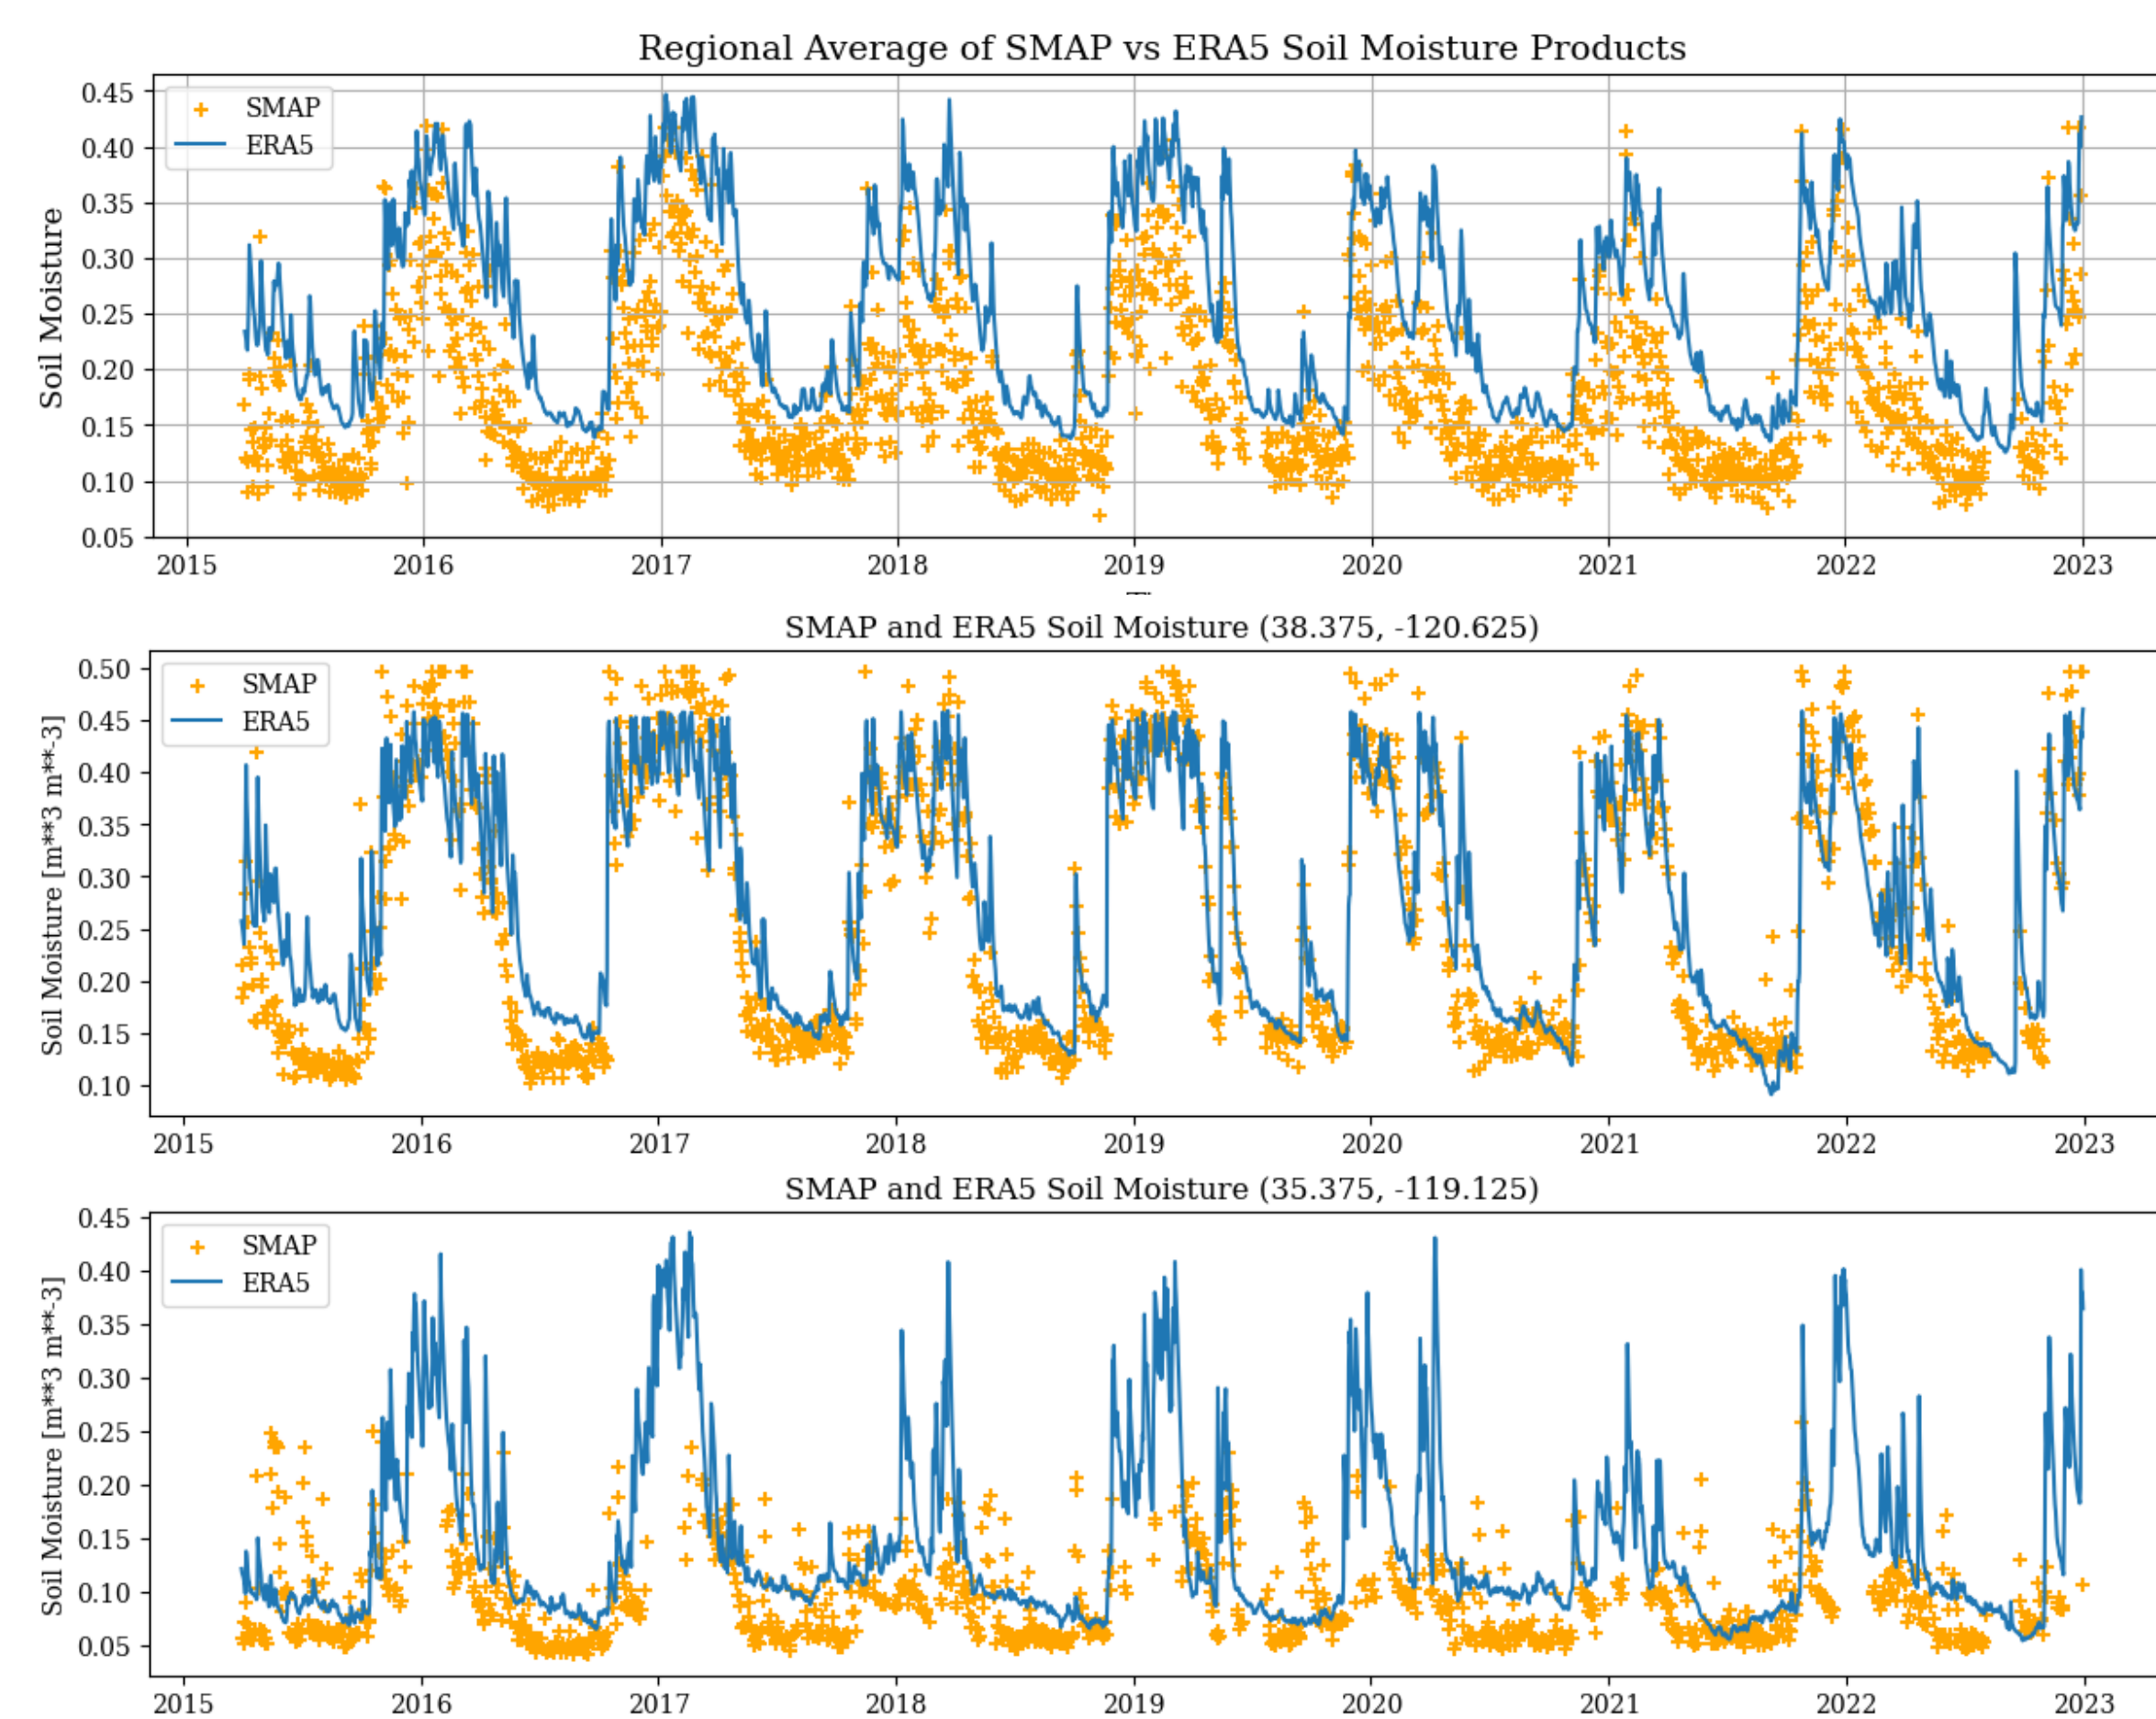 Regional Average of SMAP vs ERA5 Soil Moisture Products
Soil Moisture
SMAP
ERA5
0.45
0.40
0.35
0.30
0.25
0.20
0.15
0.10
0.05
2015 2016 2017 2018 2019 2020 2021 2022 2023
SMAP and ERA5 Soil Moisture (38.375, -120.625)
Soil Moisture [m**3 m**-3]
SMAP
ERA5
0.50
0.45
0.40
0.35
0.30
0.25
0.20
0.15
0.10
2015 2016 2017 2018 2019 2020 2021 2022 2023
SMAP and ERA5 Soil Moisture (35.375, -119.125)
Soil Moisture [m**3 m**-3]
SMAP
ERA5
0.45
0.40
0.35
0.30
0.25
0.20
0.15
0.10
0.05
2015 2016 2017 2018 2019 2020 2021 2022 2023